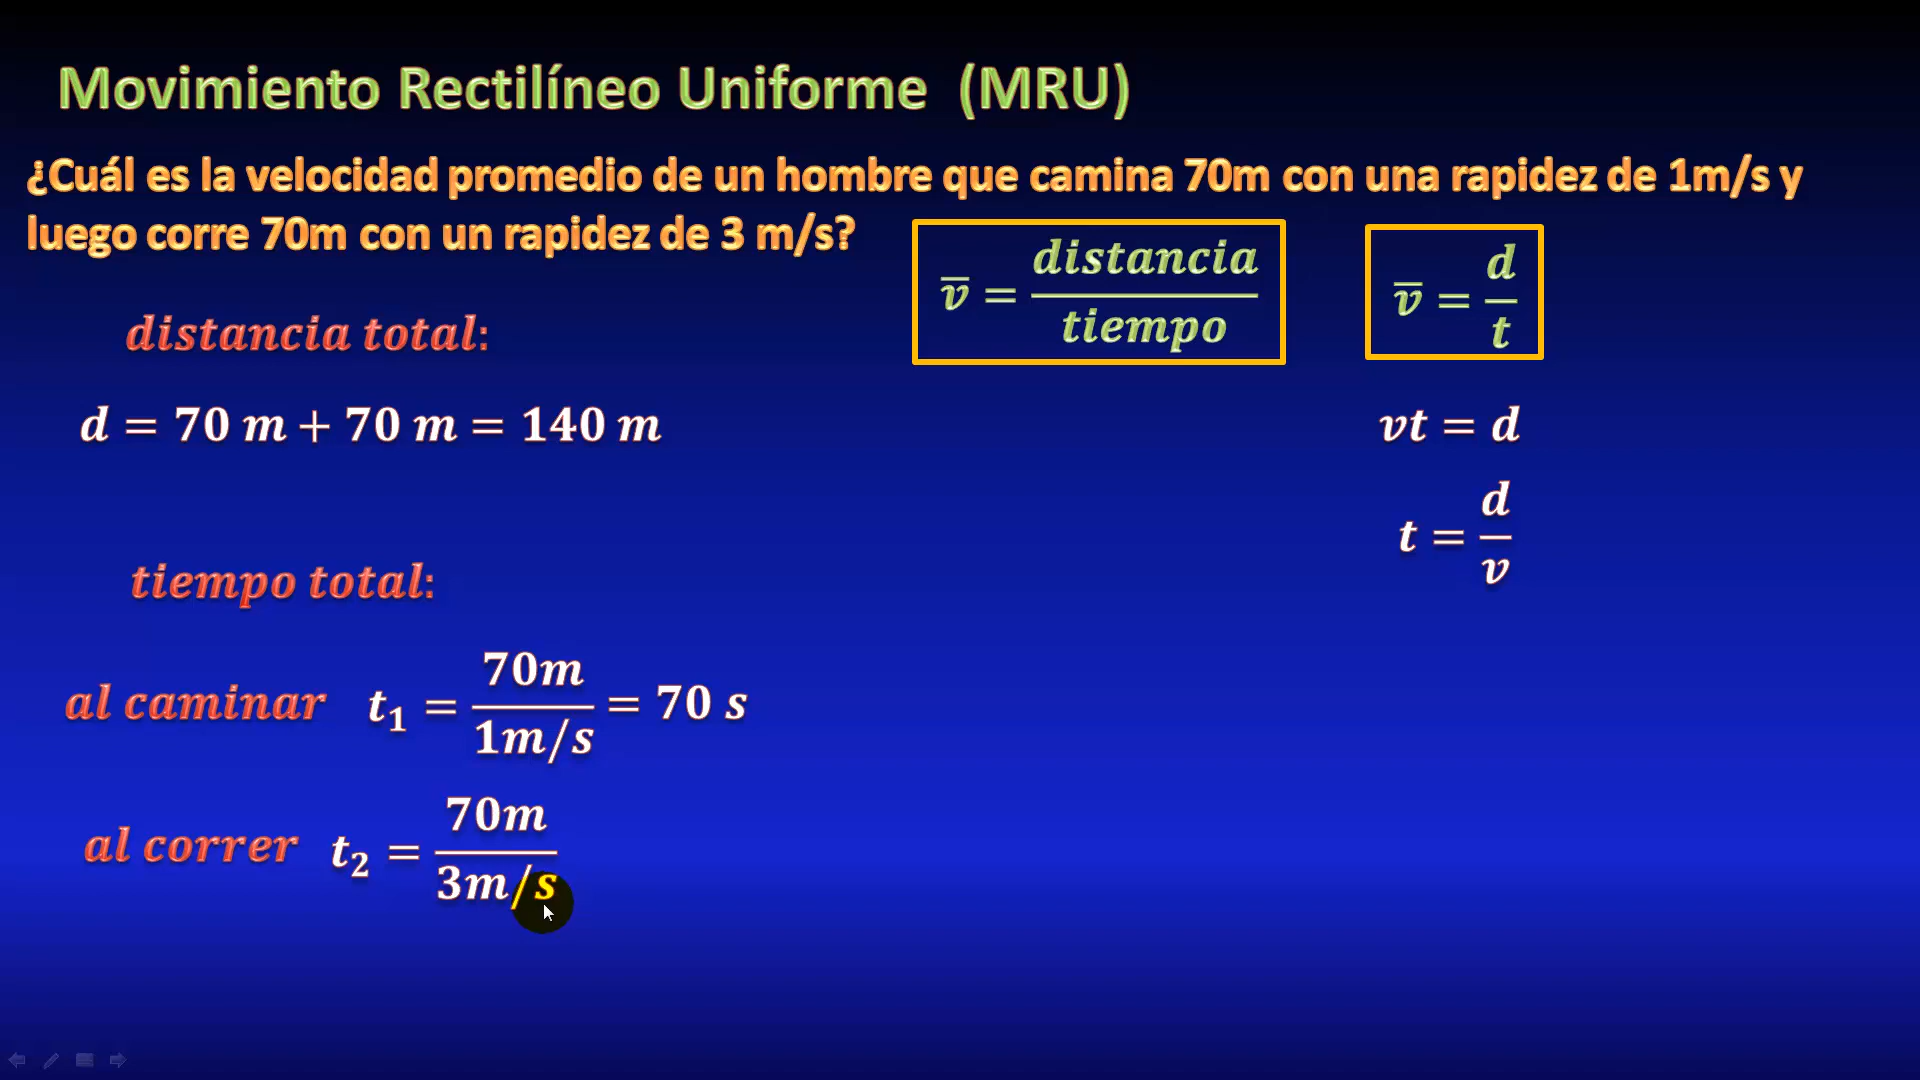 Movimiento Rectilíneo Uniforme (MRU)
¿Cuál es la velocidad promedio de un hombre que camina 70m con una rapidez de 1m/s y
luego corre 70m con un rapidez de 3 m/s?
v̅ = distancia / tiempo
v̅ = d / t
distancia total:
d = 70 m + 70 m = 140 m
vt = d
t = d / v
tiempo total:
al caminar t₁ = 70m / 1m/s = 70 s
al correr t₂ = 70m / 3m/s